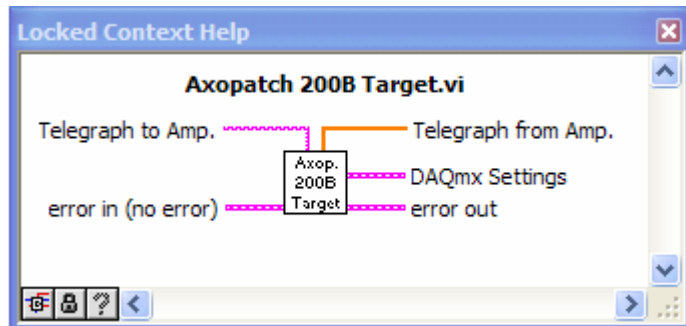 Locked Context Help
Axopatch 200B Target.vi
Telegraph to Amp. Telegraph from Amp.
Axop.
200B DAQmx Settings
error in (no error) Target error out
?